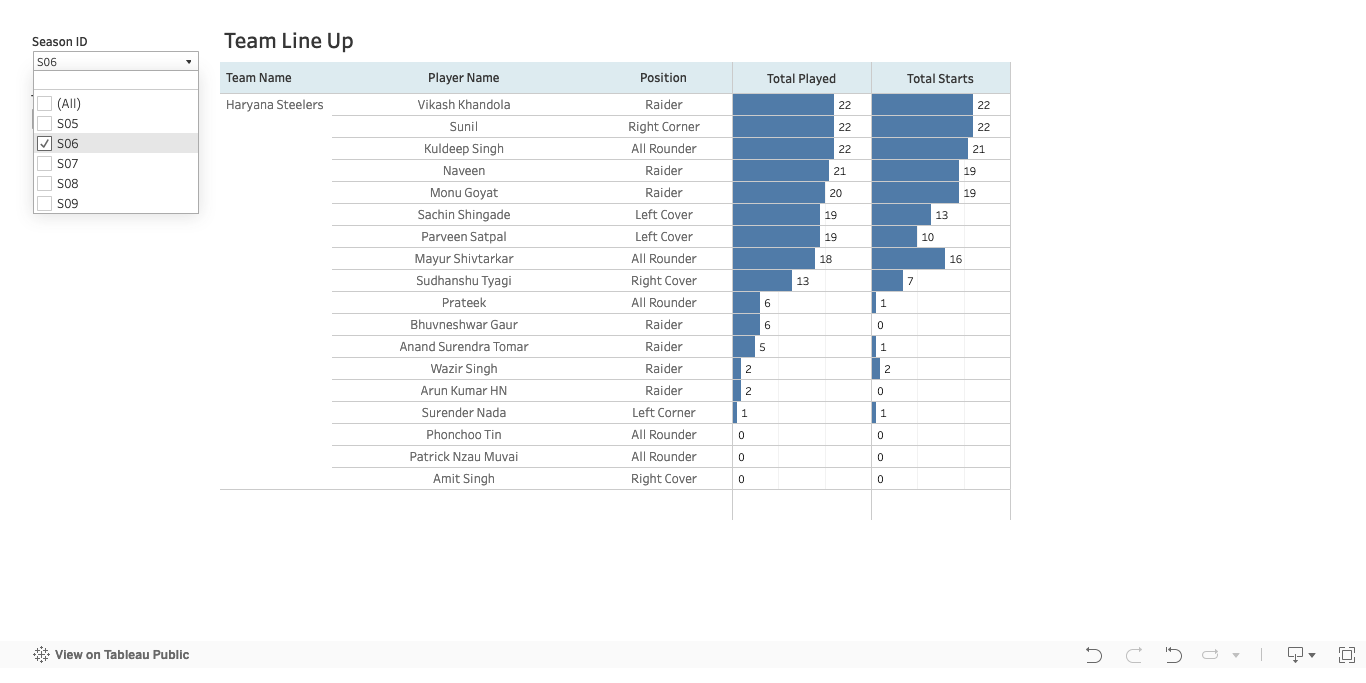 Season ID
S06
(All)
S05
S06
S07
S08
S09
Team Line Up
Team Name Player Name Position Total Played Total Starts
Haryana Steelers Vikash Khandola Raider 22 22
Sunil Right Corner 22 22
Kuldeep Singh All Rounder 22 21
Naveen Raider 21 19
Monu Goyat Raider 20 19
Sachin Shingade Left Cover 19 13
Parveen Satpal Left Cover 19 10
Mayur Shivtarkar All Rounder 18 16
Sudhanshu Tyagi Right Cover 13 7
Prateek All Rounder 6 1
Bhuvneshwar Gaur Raider 6 0
Anand Surendra Tomar Raider 5 1
Wazir Singh Raider 2 2
Arun Kumar HN Raider 2 0
Surender Nada Left Corner 1 1
Phonchoo Tin All Rounder 0 0
Patrick Nzau Muvai All Rounder 0 0
Amit Singh Right Cover 0 0
View on Tableau Public